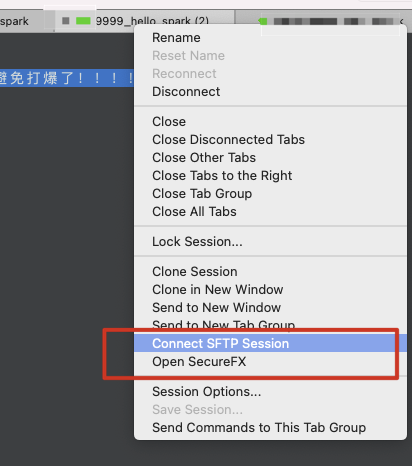 spark
9999_hello_spark (2)
避免打爆了！！！！
Rename
Reset Name
Reconnect
Disconnect
Close
Close Disconnected Tabs
Close Other Tabs
Close Tabs to the Right
Close Tab Group
Close All Tabs
Lock Session...
Clone Session
Clone in New Window
Send to New Window
Send to New Tab Group
Connect SFTP Session
Open SecureFX
Session Options...
Save Session...
Send Commands to This Tab Group